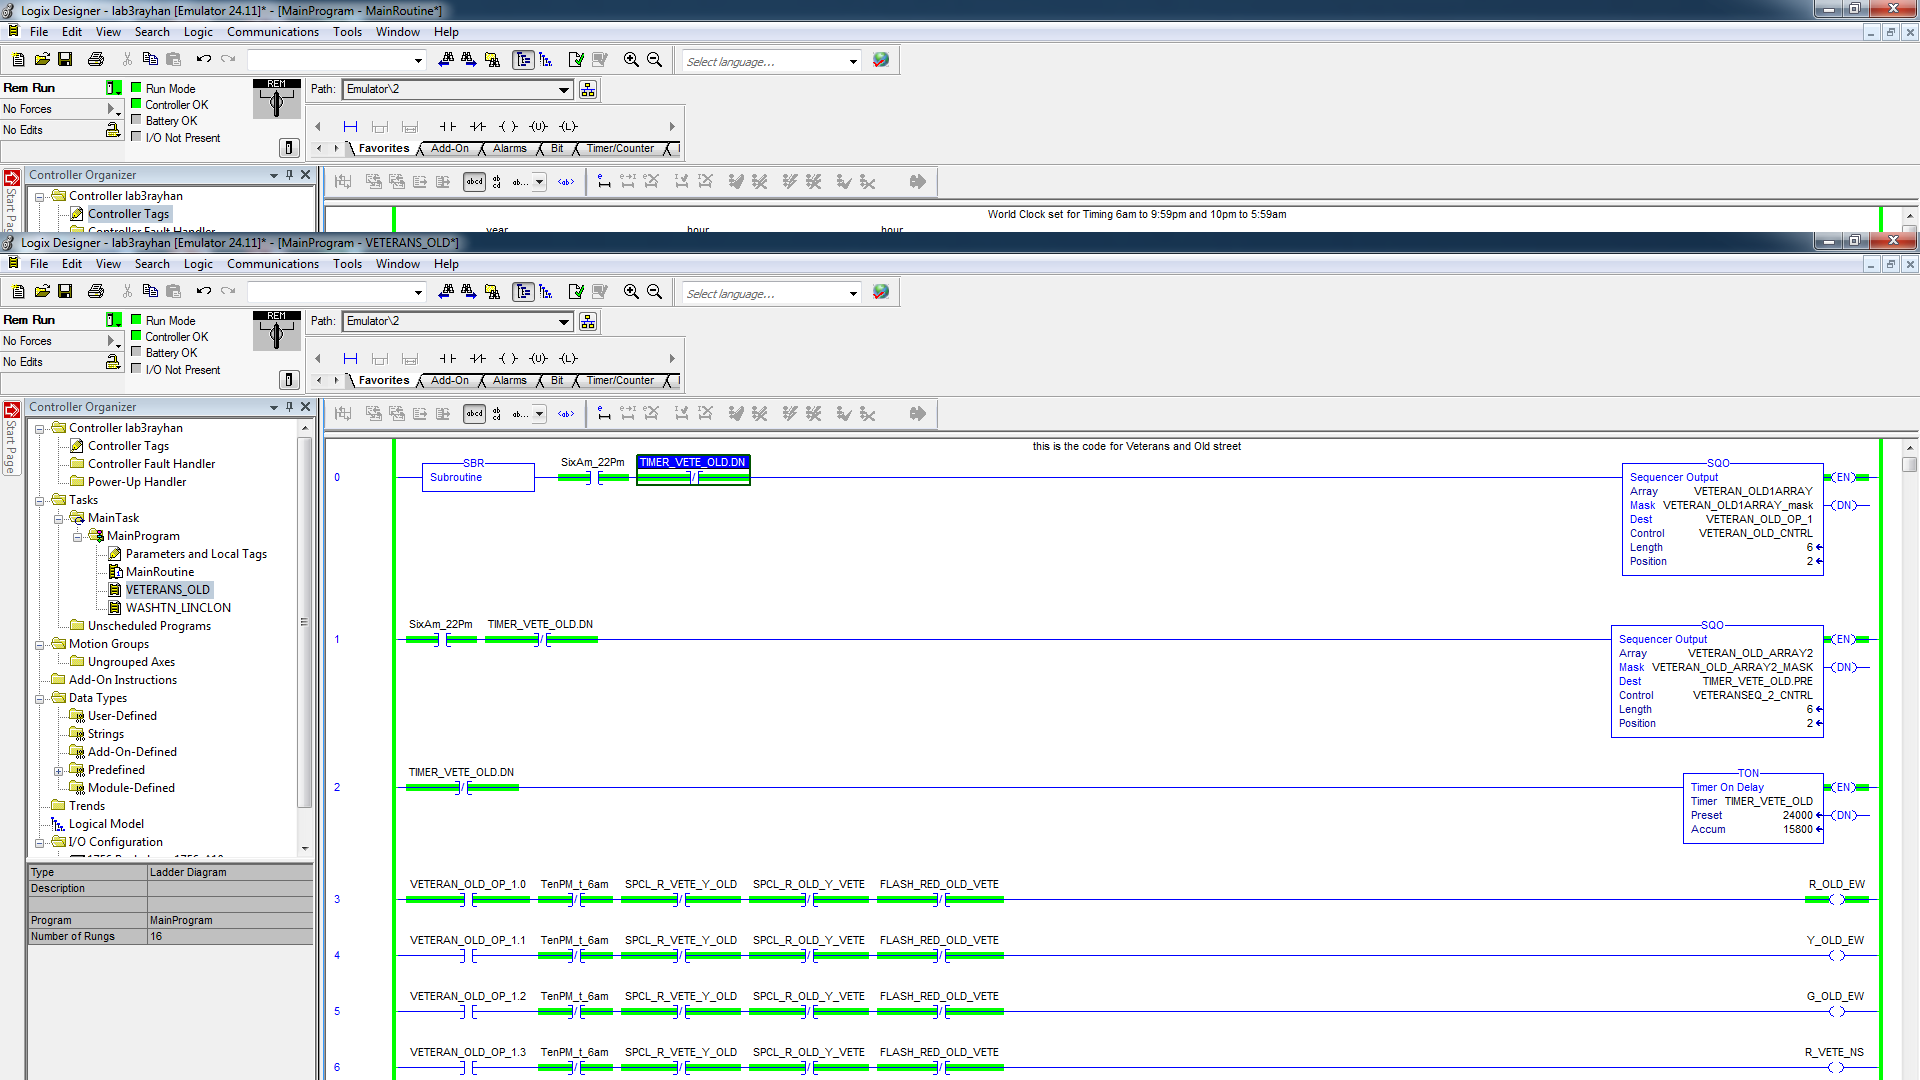 Logix Designer - lab3rayhan [Emulator 24.11]* - [MainProgram - MainRoutine*]
File Edit View Search Logic Communications Tools Window Help
Select language...
Rem Run
No Forces
No Edits
Run Mode
Controller OK
Battery OK
I/O Not Present
REM
Path: Emulator\2
Favorites Add-On Alarms Bit Timer/Counter
Controller Organizer
Controller lab3rayhan
Controller Tags
Controller Fault Handler
Start Pa
World Clock set for Timing 6am to 9:59pm and 10pm to 5:59am
year hour hour
Logix Designer - lab3rayhan [Emulator 24.11]* - [MainProgram - VETERANS_OLD*]
File Edit View Search Logic Communications Tools Window Help
Select language...
Rem Run
No Forces
No Edits
Run Mode
Controller OK
Battery OK
I/O Not Present
REM
Path: Emulator\2
Favorites Add-On Alarms Bit Timer/Counter
Start Page
Controller Organizer
Controller lab3rayhan
Controller Tags
Controller Fault Handler
Power-Up Handler
Tasks
MainTask
MainProgram
Parameters and Local Tags
MainRoutine
VETERANS_OLD
WASHTN_LINCLON
Unscheduled Programs
Motion Groups
Ungrouped Axes
Add-On Instructions
Data Types
User-Defined
Strings
Add-On-Defined
Predefined
Module-Defined
Trends
Logical Model
I/O Configuration
Type Ladder Diagram
Description
Program MainProgram
Number of Rungs 16
this is the code for Veterans and Old street
0
SBR
Subroutine
SixAm_22Pm TIMER_VETE_OLD.DN
SQO
Sequencer Output
Array VETERAN_OLD1ARRAY
Mask VETERAN_OLD1ARRAY_mask
Dest VETERAN_OLD_OP_1
Control VETERAN_OLD_CNTRL
Length 6
Position 2
EN
DN
1
SixAm_22Pm TIMER_VETE_OLD.DN
SQO
Sequencer Output
Array VETERAN_OLD_ARRAY2
Mask VETERAN_OLD_ARRAY2_MASK
Dest TIMER_VETE_OLD.PRE
Control VETERANSEQ_2_CNTRL
Length 6
Position 2
EN
DN
2
TIMER_VETE_OLD.DN
TON
Timer On Delay
Timer TIMER_VETE_OLD
Preset 24000
Accum 15800
EN
DN
3
VETERAN_OLD_OP_1.0 TenPM_t_6am SPCL_R_VETE_Y_OLD SPCL_R_OLD_Y_VETE FLASH_RED_OLD_VETE R_OLD_EW
4
VETERAN_OLD_OP_1.1 TenPM_t_6am SPCL_R_VETE_Y_OLD SPCL_R_OLD_Y_VETE FLASH_RED_OLD_VETE Y_OLD_EW
5
VETERAN_OLD_OP_1.2 TenPM_t_6am SPCL_R_VETE_Y_OLD SPCL_R_OLD_Y_VETE FLASH_RED_OLD_VETE G_OLD_EW
6
VETERAN_OLD_OP_1.3 TenPM_t_6am SPCL_R_VETE_Y_OLD SPCL_R_OLD_Y_VETE FLASH_RED_OLD_VETE R_VETE_NS